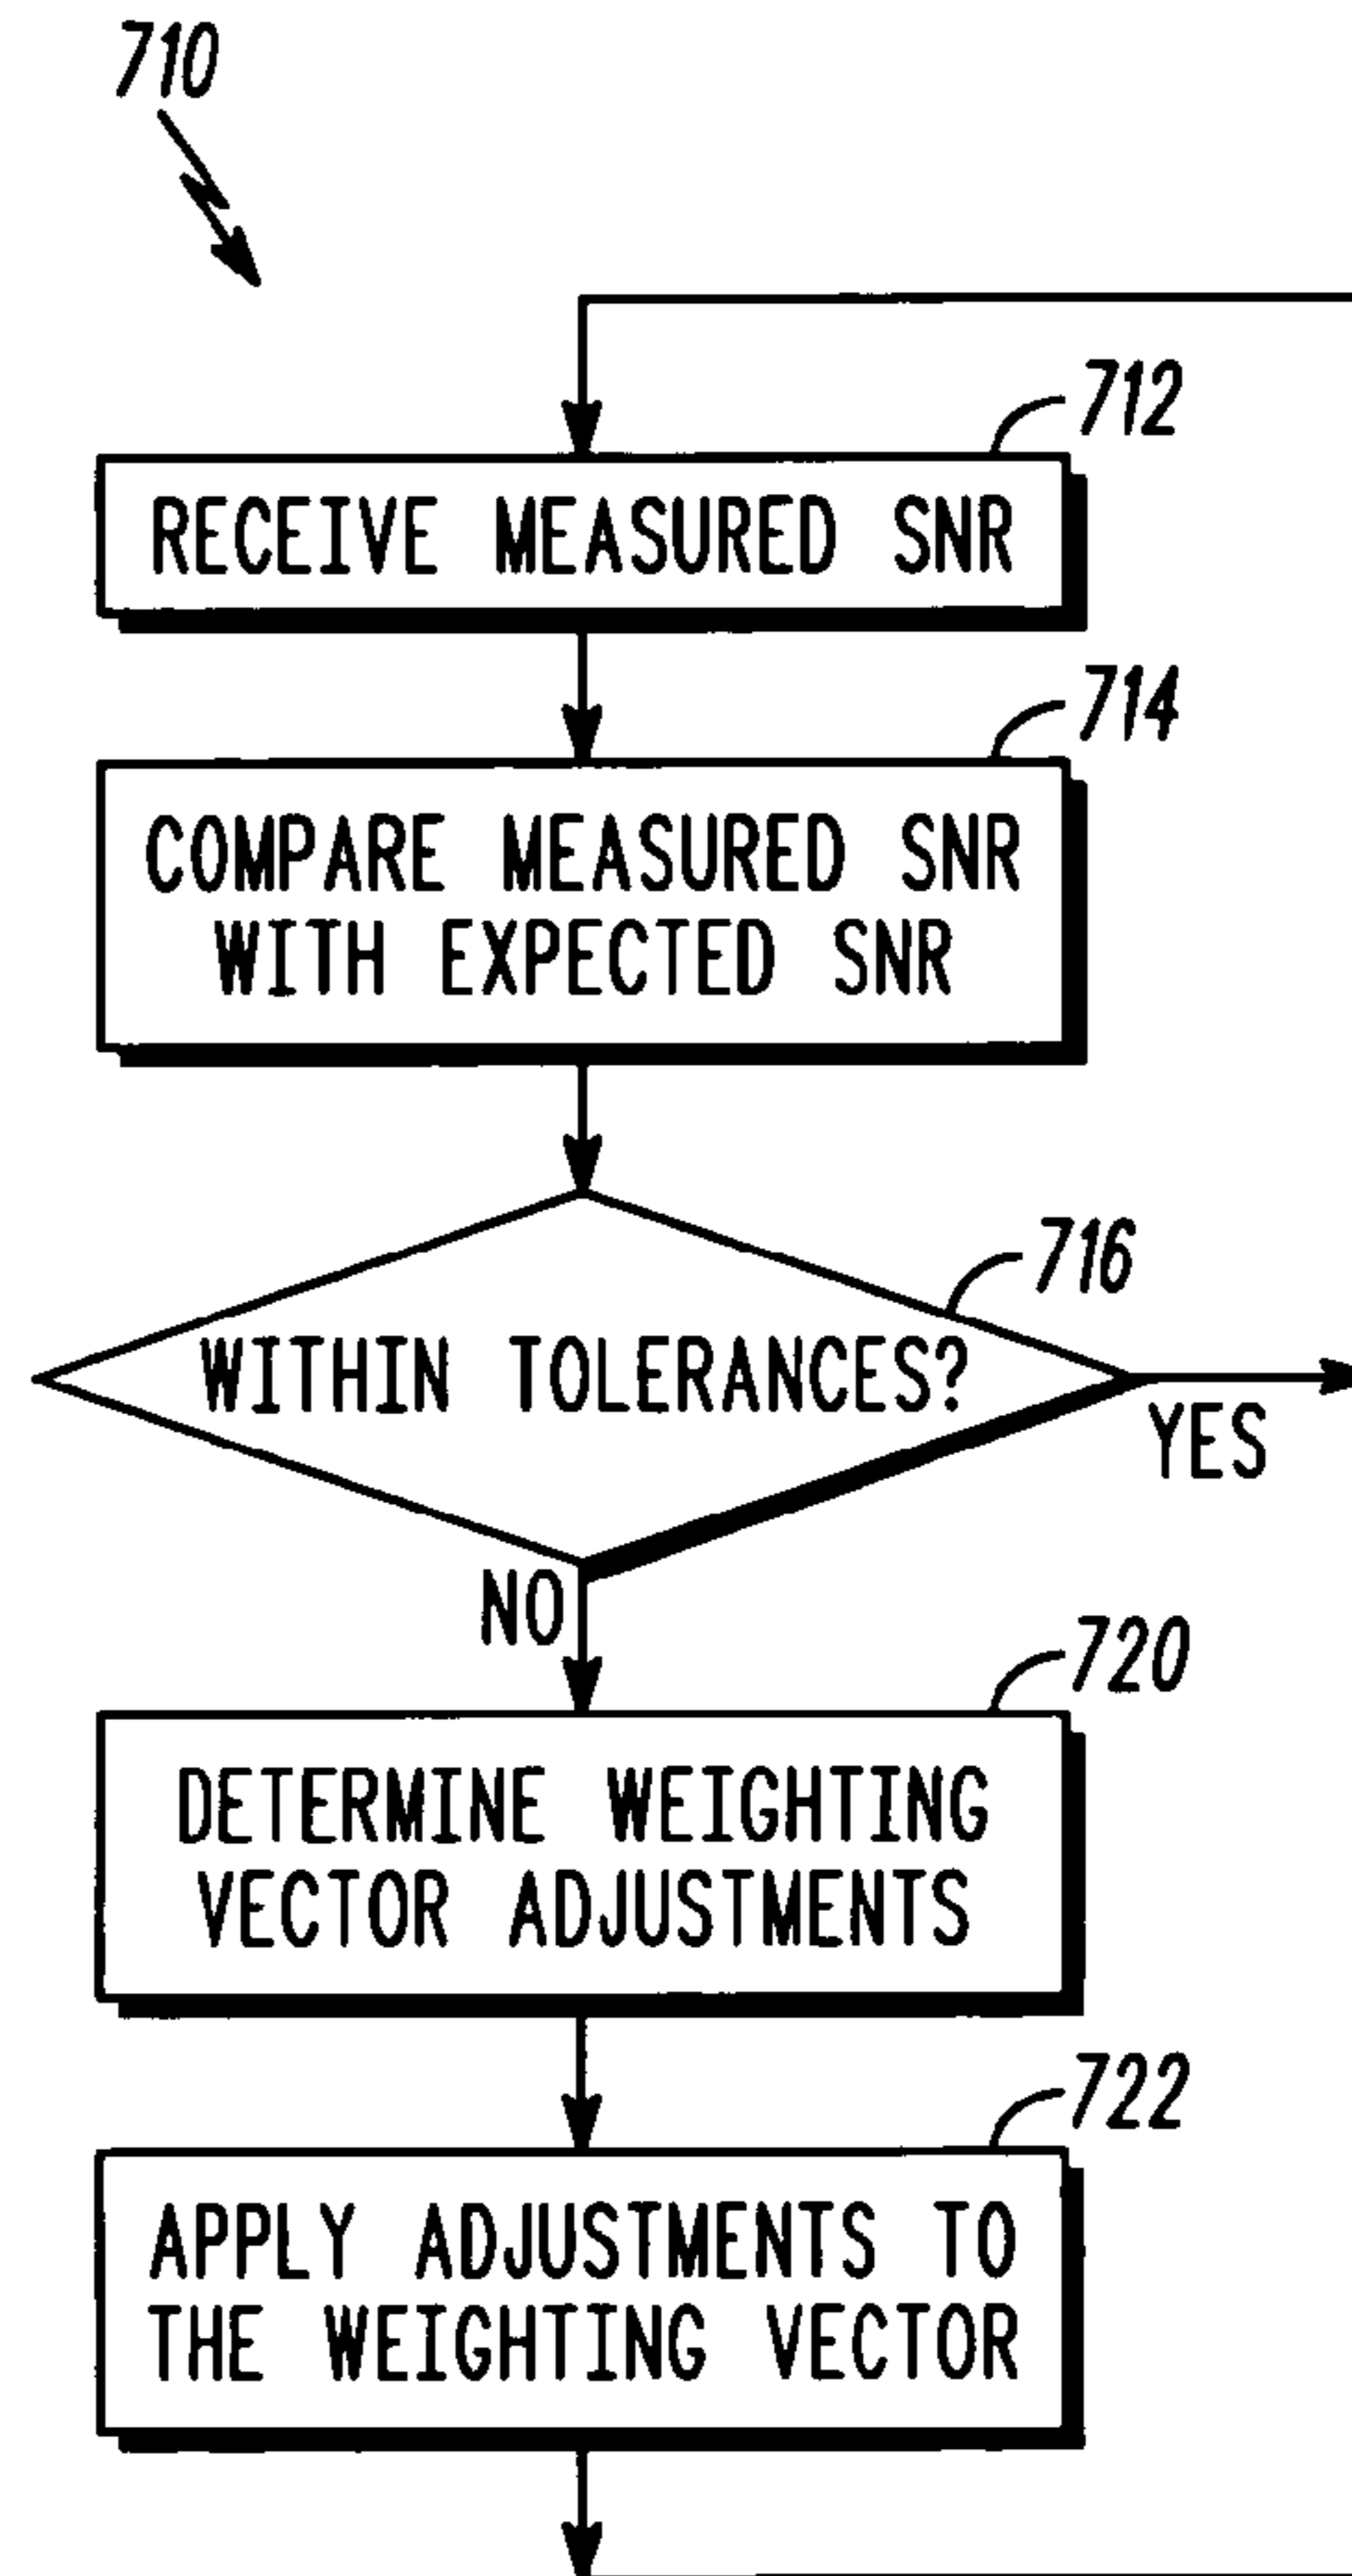 710
712
RECEIVE MEASURED SNR
714
COMPARE MEASURED SNR
WITH EXPECTED SNR
716
WITHIN TOLERANCES?
YES
NO
720
DETERMINE WEIGHTING
VECTOR ADJUSTMENTS
722
APPLY ADJUSTMENTS TO
THE WEIGHTING VECTOR